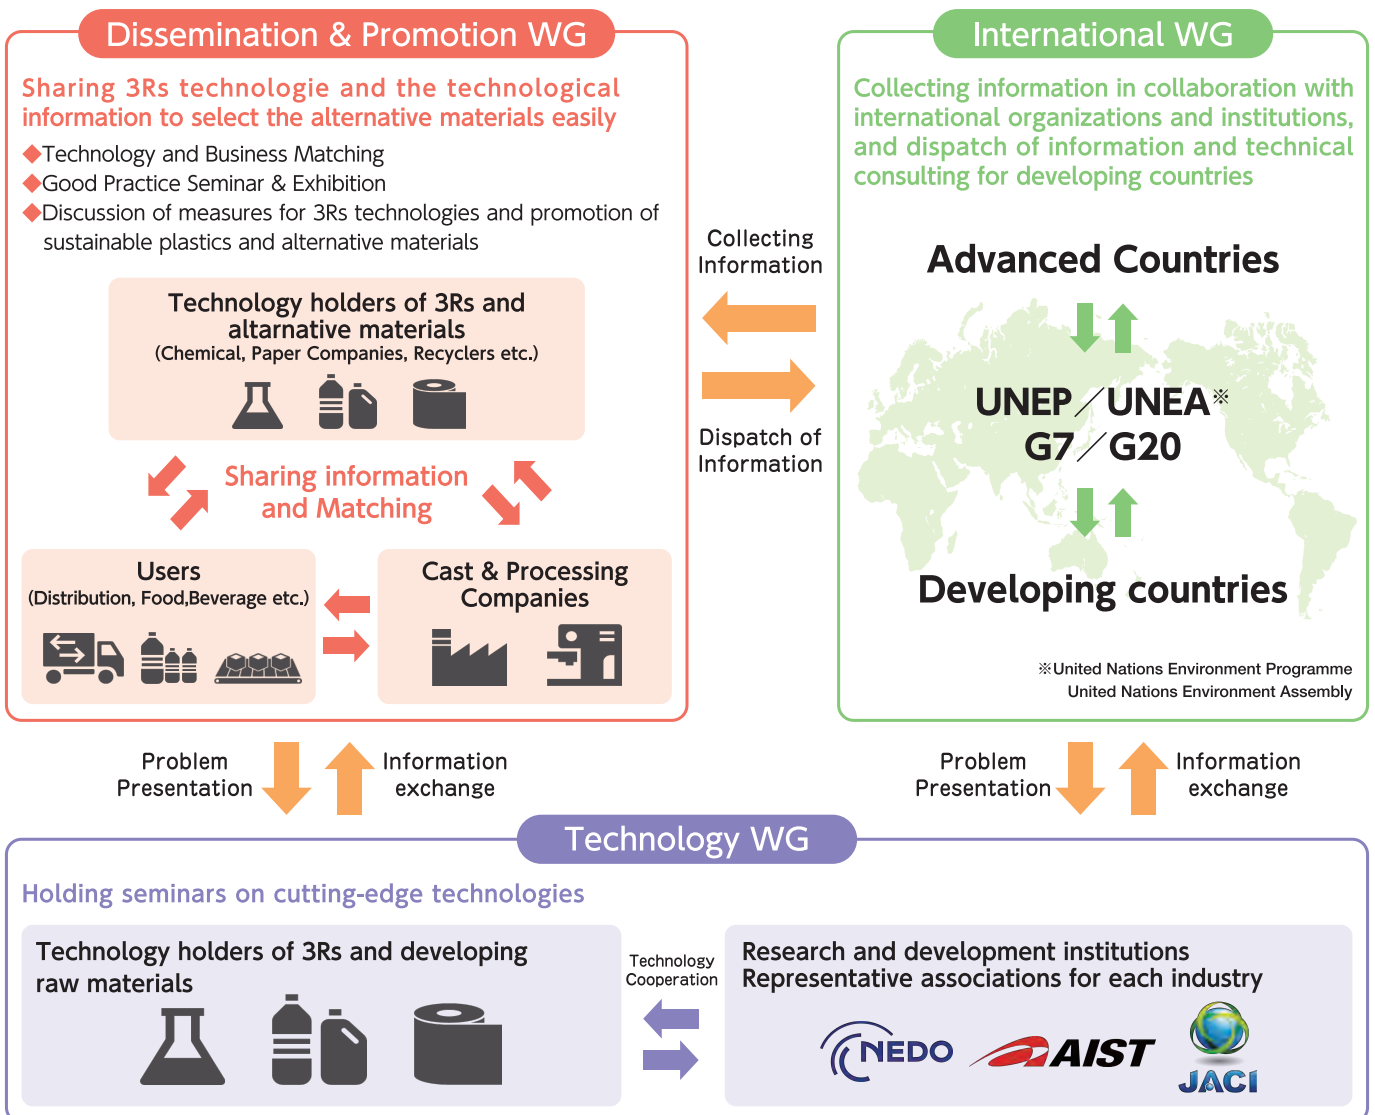 Dissemination & Promotion WG
Sharing 3Rs technologie and the technological
information to select the alternative materials easily
◆Technology and Business Matching
◆Good Practice Seminar & Exhibition
◆Discussion of measures for 3Rs technologies and promotion of
sustainable plastics and alternative materials
Technology holders of 3Rs and
altarnative materials
(Chemical, Paper Companies, Recyclers etc.)
Sharing information
and Matching
Users
(Distribution, Food,Beverage etc.)
Cast & Processing
Companies
Collecting
Information
Dispatch of
Information
International WG
Collecting information in collaboration with
international organizations and institutions,
and dispatch of information and technical
consulting for developing countries
Advanced Countries
UNEP／UNEA※
G7／G20
Developing countries
※United Nations Environment Programme
United Nations Environment Assembly
Problem
Presentation
Information
exchange
Problem
Presentation
Information
exchange
Technology WG
Holding seminars on cutting-edge technologies
Technology holders of 3Rs and developing
raw materials
Technology
Cooperation
Research and development institutions
Representative associations for each industry
NEDO
AIST
JACI